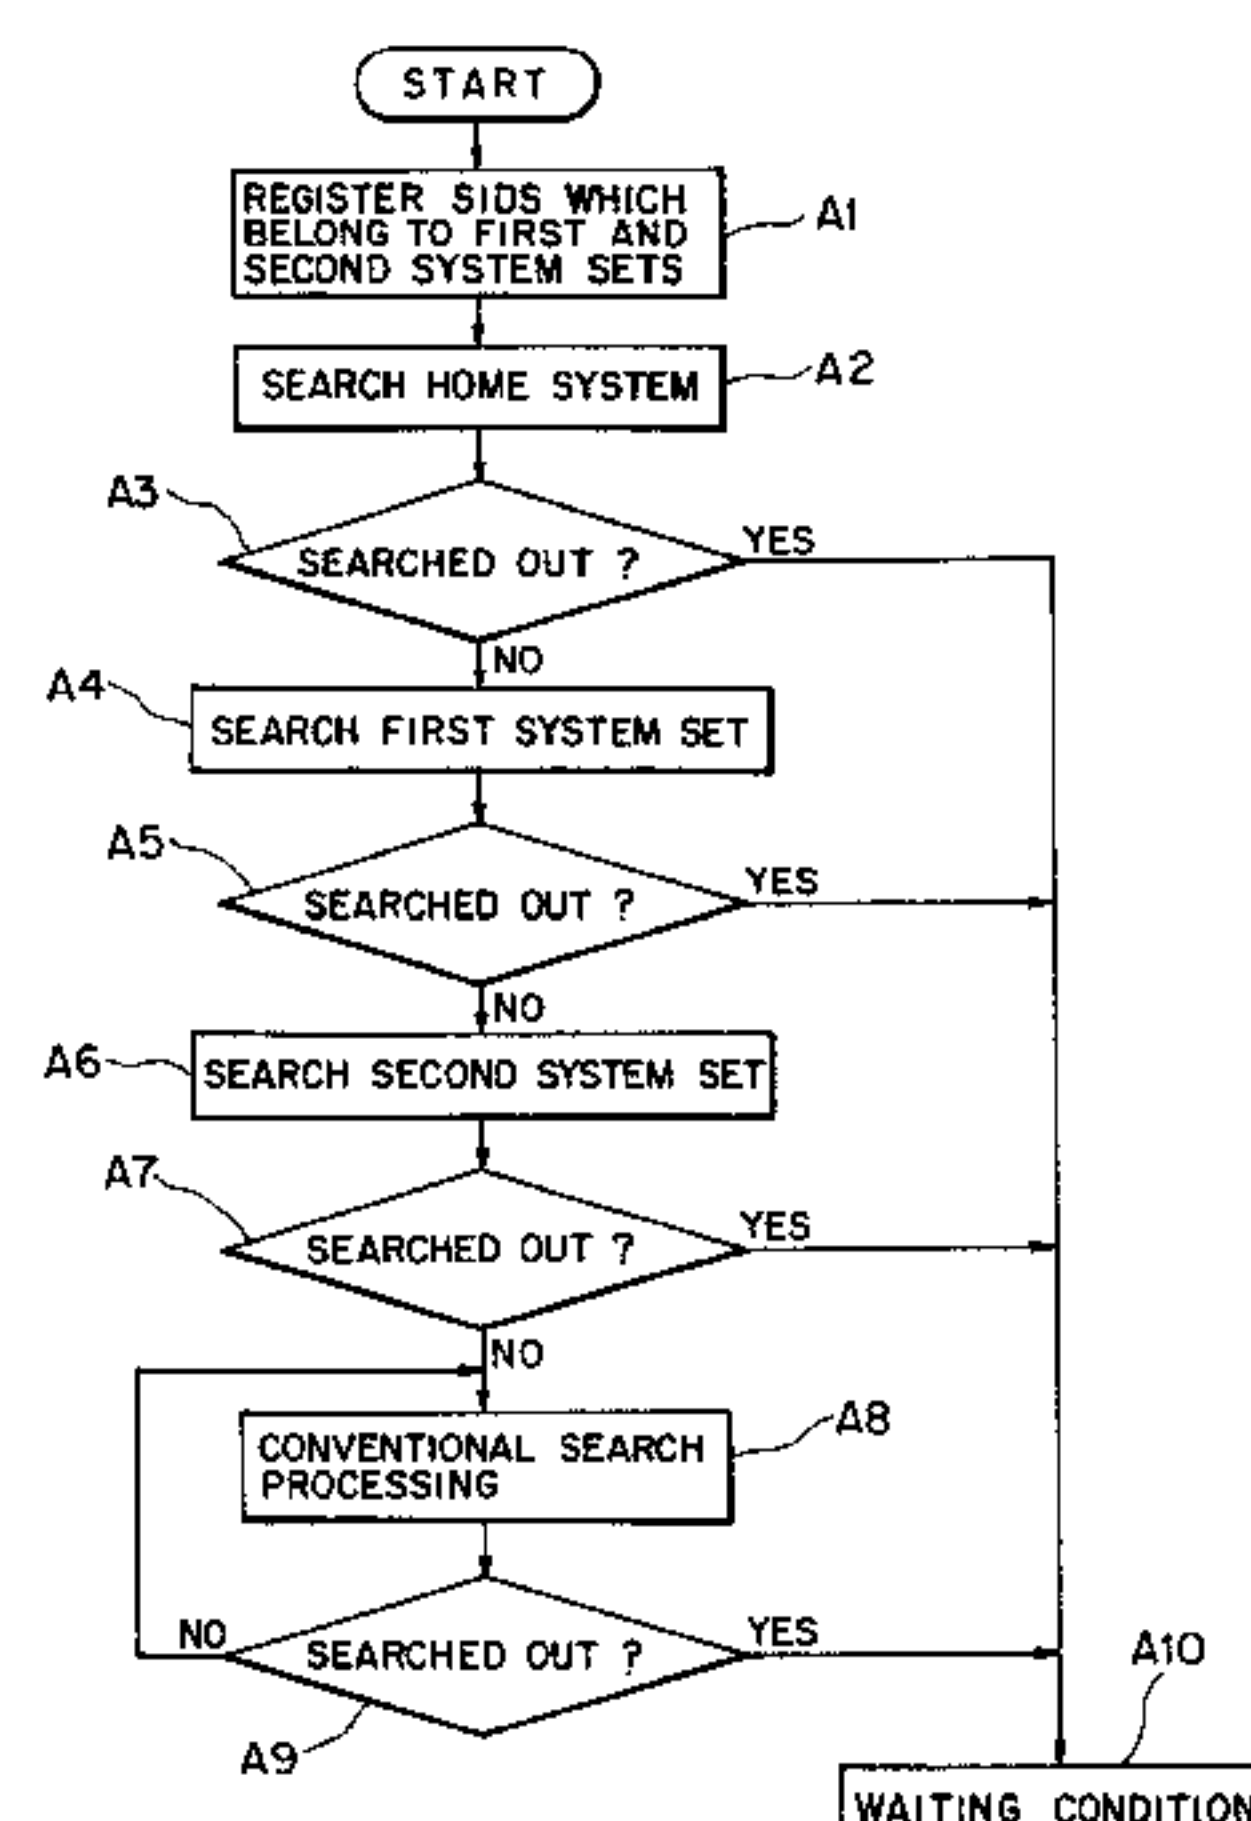 START
REGISTER SIDS WHICH
BELONG TO FIRST AND
SECOND SYSTEM SETS
A1
SEARCH HOME SYSTEM
A2
A3
SEARCHED OUT ?
YES
NO
A4
SEARCH FIRST SYSTEM SET
A5
SEARCHED OUT ?
YES
NO
A6
SEARCH SECOND SYSTEM SET
A7
SEARCHED OUT ?
YES
NO
A8
CONVENTIONAL SEARCH
PROCESSING
NO
SEARCHED OUT ?
YES
A9
A10
WAITING CONDITION